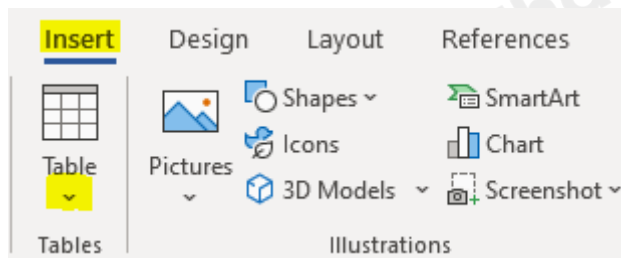 Insert Design Layout References
Table
Tables
Pictures
Shapes
Icons
3D Models
SmartArt
Chart
Screenshot
Illustrations